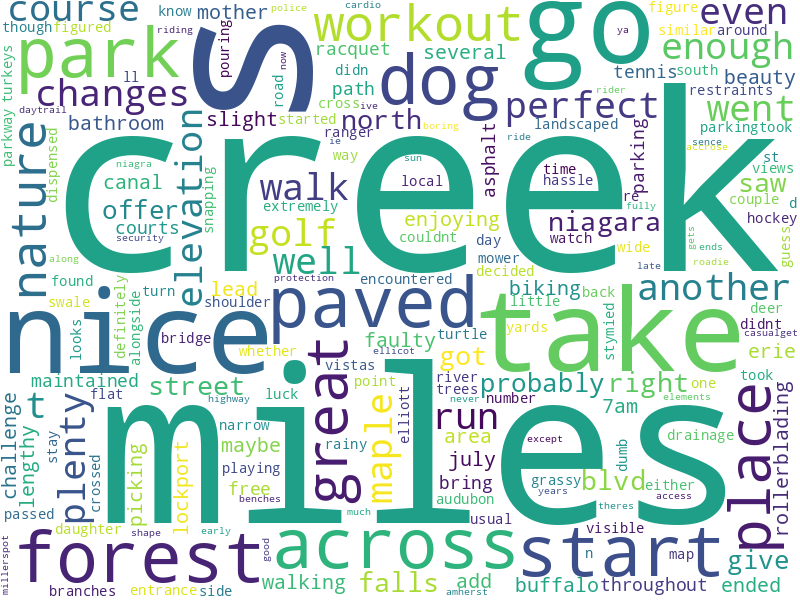 course
know
mother
cardio
police
workout
go
figure
ya
even
though
figured
pouring
riding
s
racquet
several
similar
around
park
dog
didn
now
enough
changes
ll
path
road
tennis
south
beauty
parkway
turkeys
daytrail
cross
ive
boring
rider
restraints
bathroom
slight
started
north
perfect
went
dispensed
ranger
ride
landscaped
parking
took
niagra
way
ie
asphalt
sun
time
actrose
sence
nature
canal
elevation
snapping
walk
local
hassle
re
parking
saw
st
views
offer
extremely
couple
d
courts
golf
enjoying
niagara
fully
hockey
security
couldnt
day
watch
wide
gets
ends
guess
creek
along
well
mower
decided
late
roadie
found
turn
lead
protection
encountered
biking
back
another
swale
definitely
alongside
shoulder
paved
little
deer
nice
looks
bridge
whether
faulty
turtle
yards
stymied
didnt
casualget
ellicot
got
take
erie
maintained
street
vistas
point
river
trees
probably
right
one
took
t
flat
highway
luck
great
maple
elliott
never
number
7am
elements
challenge
lengthy
plenty
narrow
run
place
rollerblading
stay
crossed
picking
lockport
maybe
rainy
area
except
dumb
drainage
playing
july
grassy
blvd
either
free
bring
audubon
years
theres
access
passed
daughter
benches
miles
usual
visible
millerspot
shape
early
much
forest
good
across
start
n
map
give
branches
entrance
side
walking
falls
add
amherst
buffalo
throughout
ended